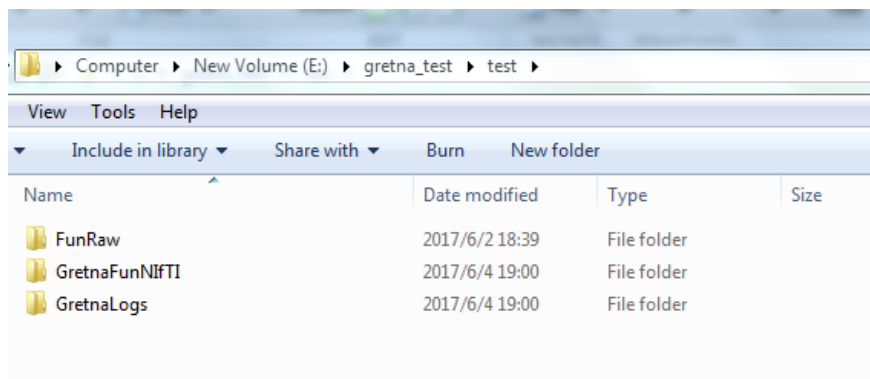 Computer New Volume (E:) gretna_test test
View Tools Help
Include in library Share with Burn New folder
Name Date modified Type Size
FunRaw 2017/6/2 18:39 File folder
GretnaFunNIfTI 2017/6/4 19:00 File folder
GretnaLogs 2017/6/4 19:00 File folder